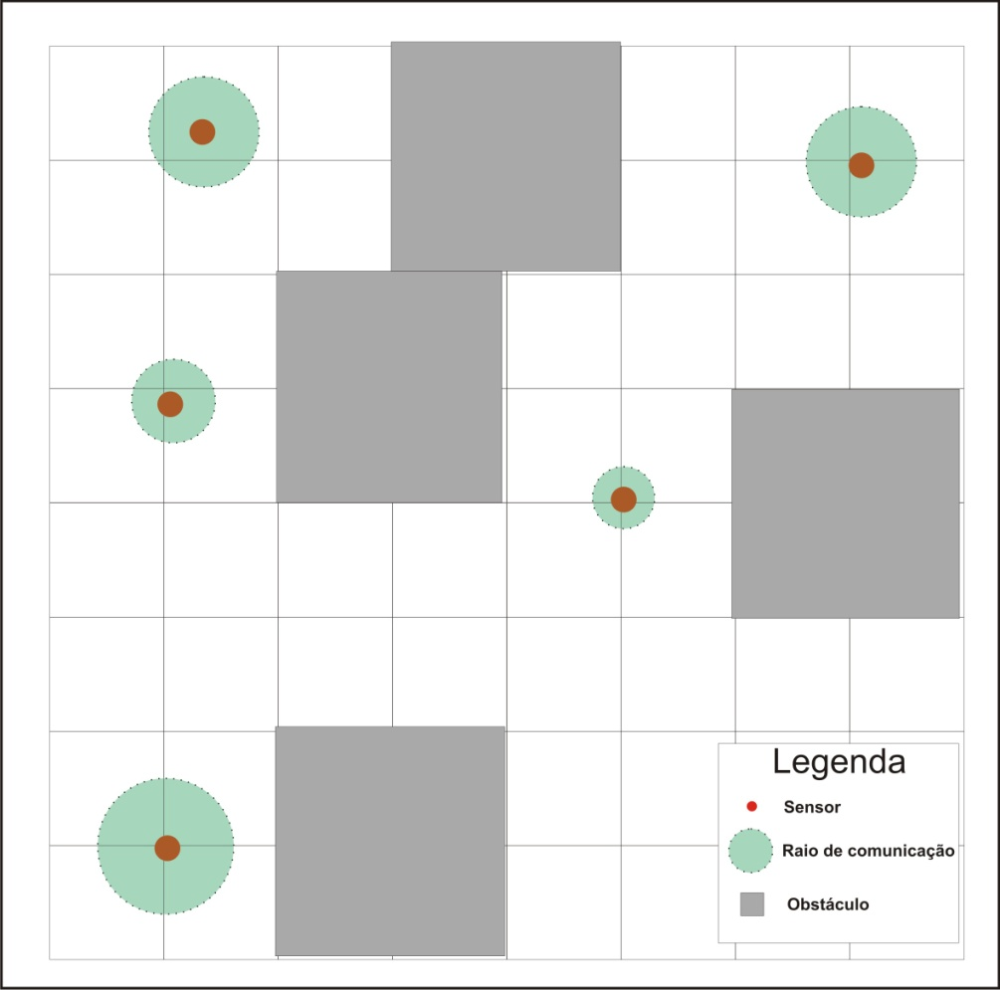 Legenda
Sensor
Raio de comunicação
Obstáculo